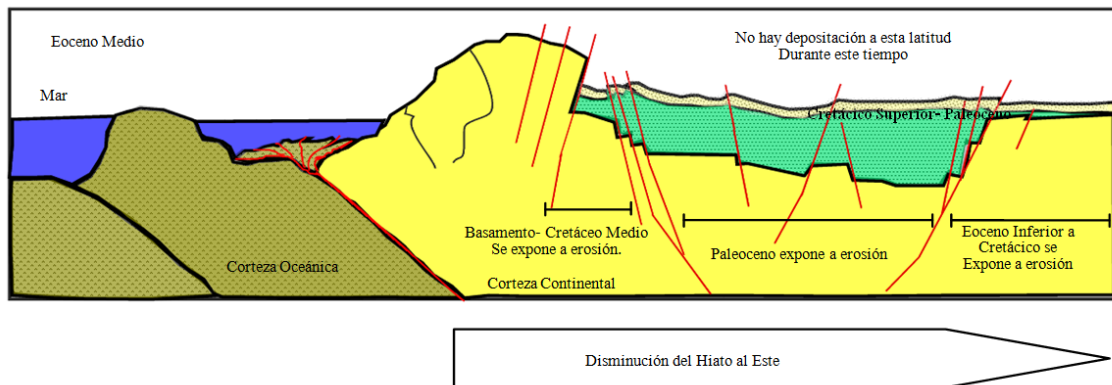 Eoceno Medio
No hay depositación a esta latitud
Durante este tiempo
Mar
Cretácico Superior- Paleoceno
Basamento- Cretáceo Medio
Se expone a erosión.
Paleoceno expone a erosión
Eoceno Inferior a
Cretácico se
Expone a erosión
Corteza Oceánica
Corteza Continental
Disminución del Hiato al Este